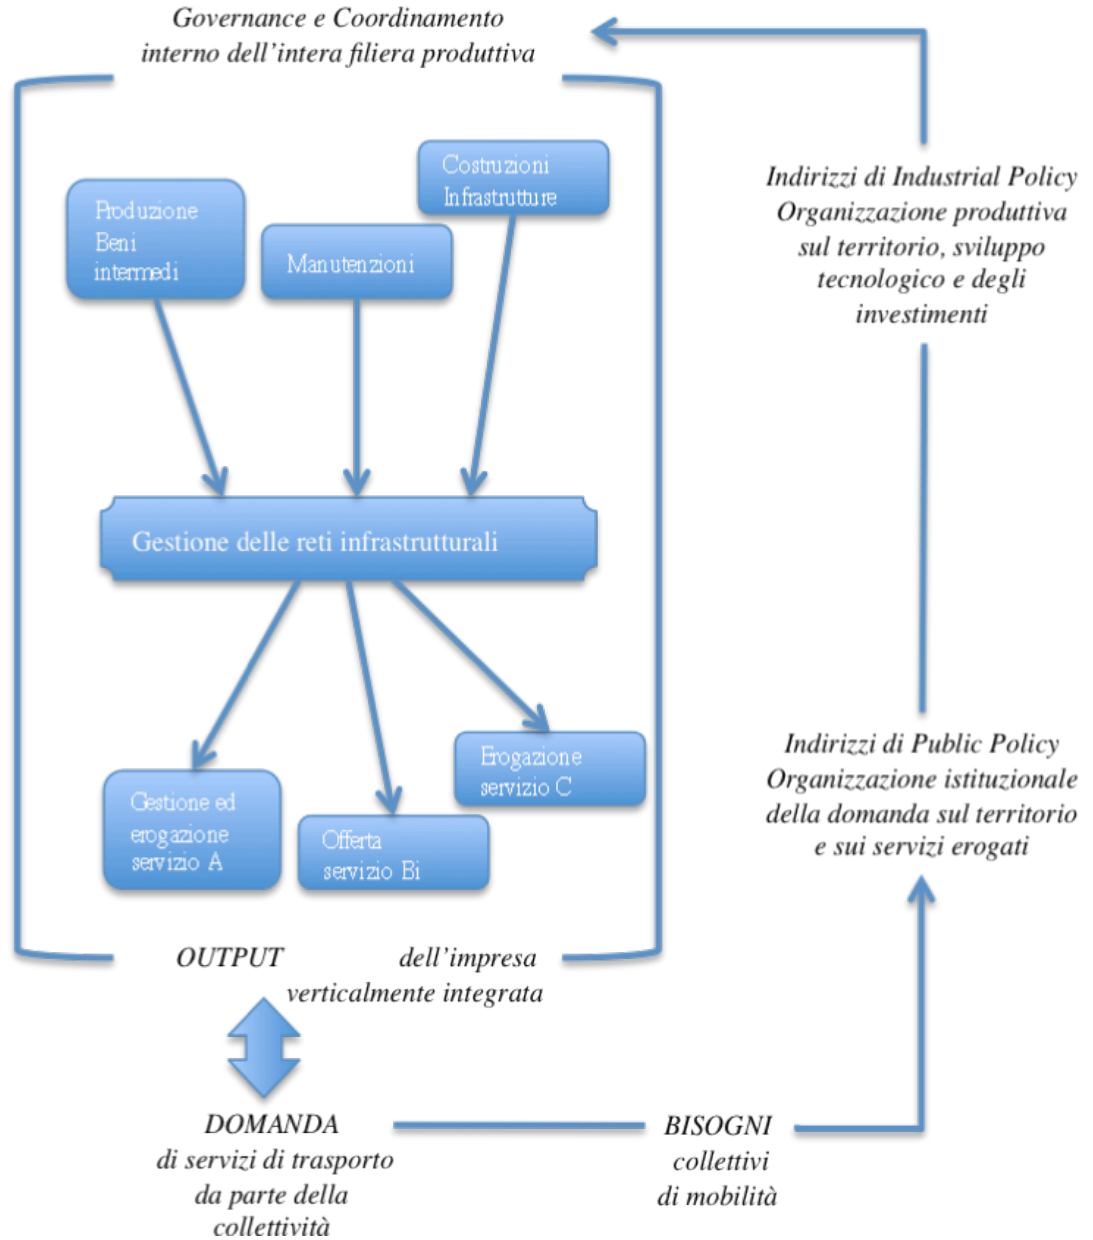 Governance e Coordinamento
interno dell'intera filiera produttiva
Costruzioni
Infrastrutture
Produzione
Beni
intermedi
Manutenzioni
Indirizzi di Industrial Policy
Organizzazione produttiva
sul territorio, sviluppo
tecnologico e degli
investimenti
Gestione delle reti infrastrutturali
Erogazione
servizio C
Gestione ed
erogazione
servizio A
Offerta
servizio Bi
Indirizzi di Public Policy
Organizzazione istituzionale
della domanda sul territorio
e sui servizi erogati
OUTPUT dell'impresa
verticalmente integrata
DOMANDA
di servizi di trasporto
da parte della
collettività
BISOGNI
collettivi
di mobilità